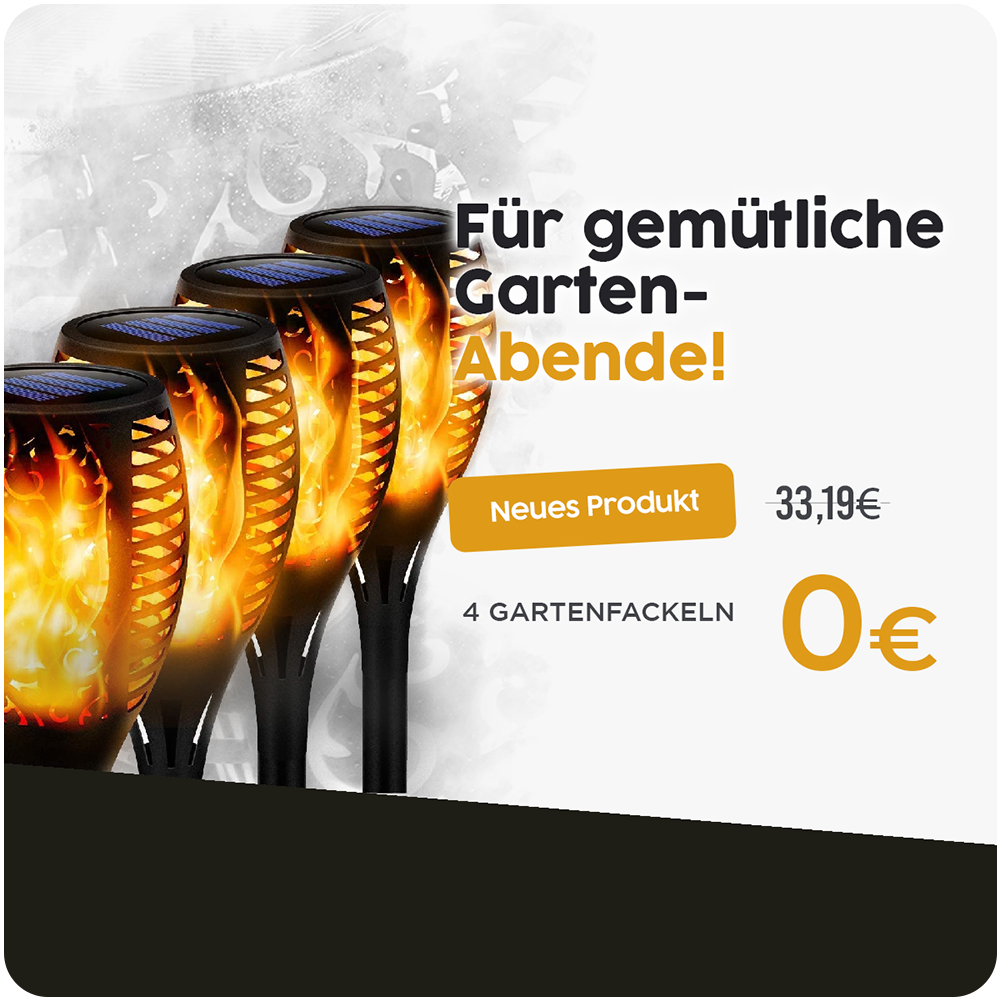 Für gemütliche
Garten-
Abende!
Neues Produkt
33,19€
4 GARTENFACKELN
0€